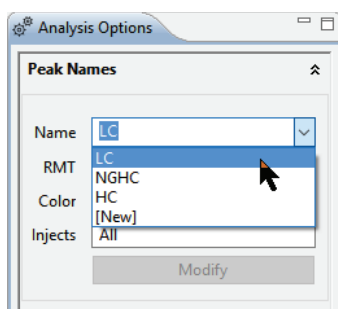 Analysis Options
Peak Names
Name LC
LC
RMT
NGHC
Color HC
[New]
Injects All
Modify